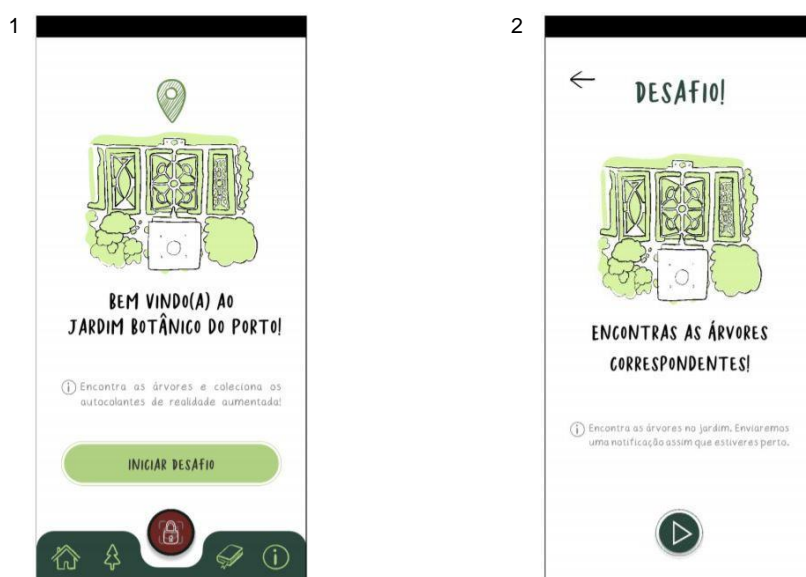 1
BEM VINDO(A) AO
JARDIM BOTÂNICO DO PORTO!
i Encontra as árvores e coleciona os
autocolantes de realidade aumentada!
INICIAR DESAFIO
i
2
DESAFIO!
ENCONTRAS AS ÁRVORES
CORRESPONDENTES!
i Encontra as árvores no jardim. Enviaremos
uma notificação assim que estiveres perto.